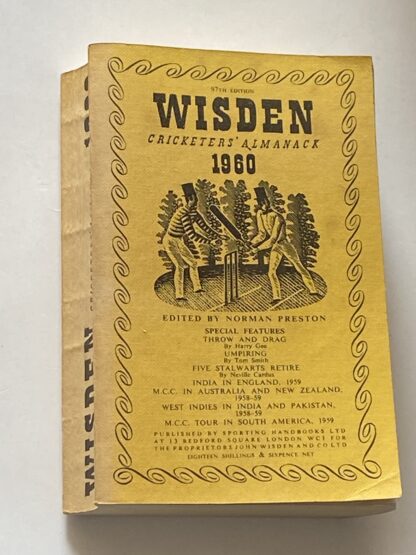 97TH EDITION
WISDEN
CRICKETERS' ALMANACK
1960
EDITED BY NORMAN PRESTON
SPECIAL FEATURES
THROW AND DRAG
By Harry Gee
UMPIRING
By Tom Smith
FIVE STALWARTS RETIRE
By Neville Cardus
INDIA IN ENGLAND, 1959
M.C.C. IN AUSTRALIA AND NEW ZEALAND,
1958-59
WEST INDIES IN INDIA AND PAKISTAN,
1958-59
M.C.C. TOUR IN SOUTH AMERICA, 1959
PUBLISHED BY SPORTING HANDBOOKS LTD
AT 13 BEDFORD SQUARE LONDON WC1 FOR
THE PROPRIETORS JOHN WISDEN AND CO LTD
EIGHTEEN SHILLINGS & SIXPENCE NET
WISDEN